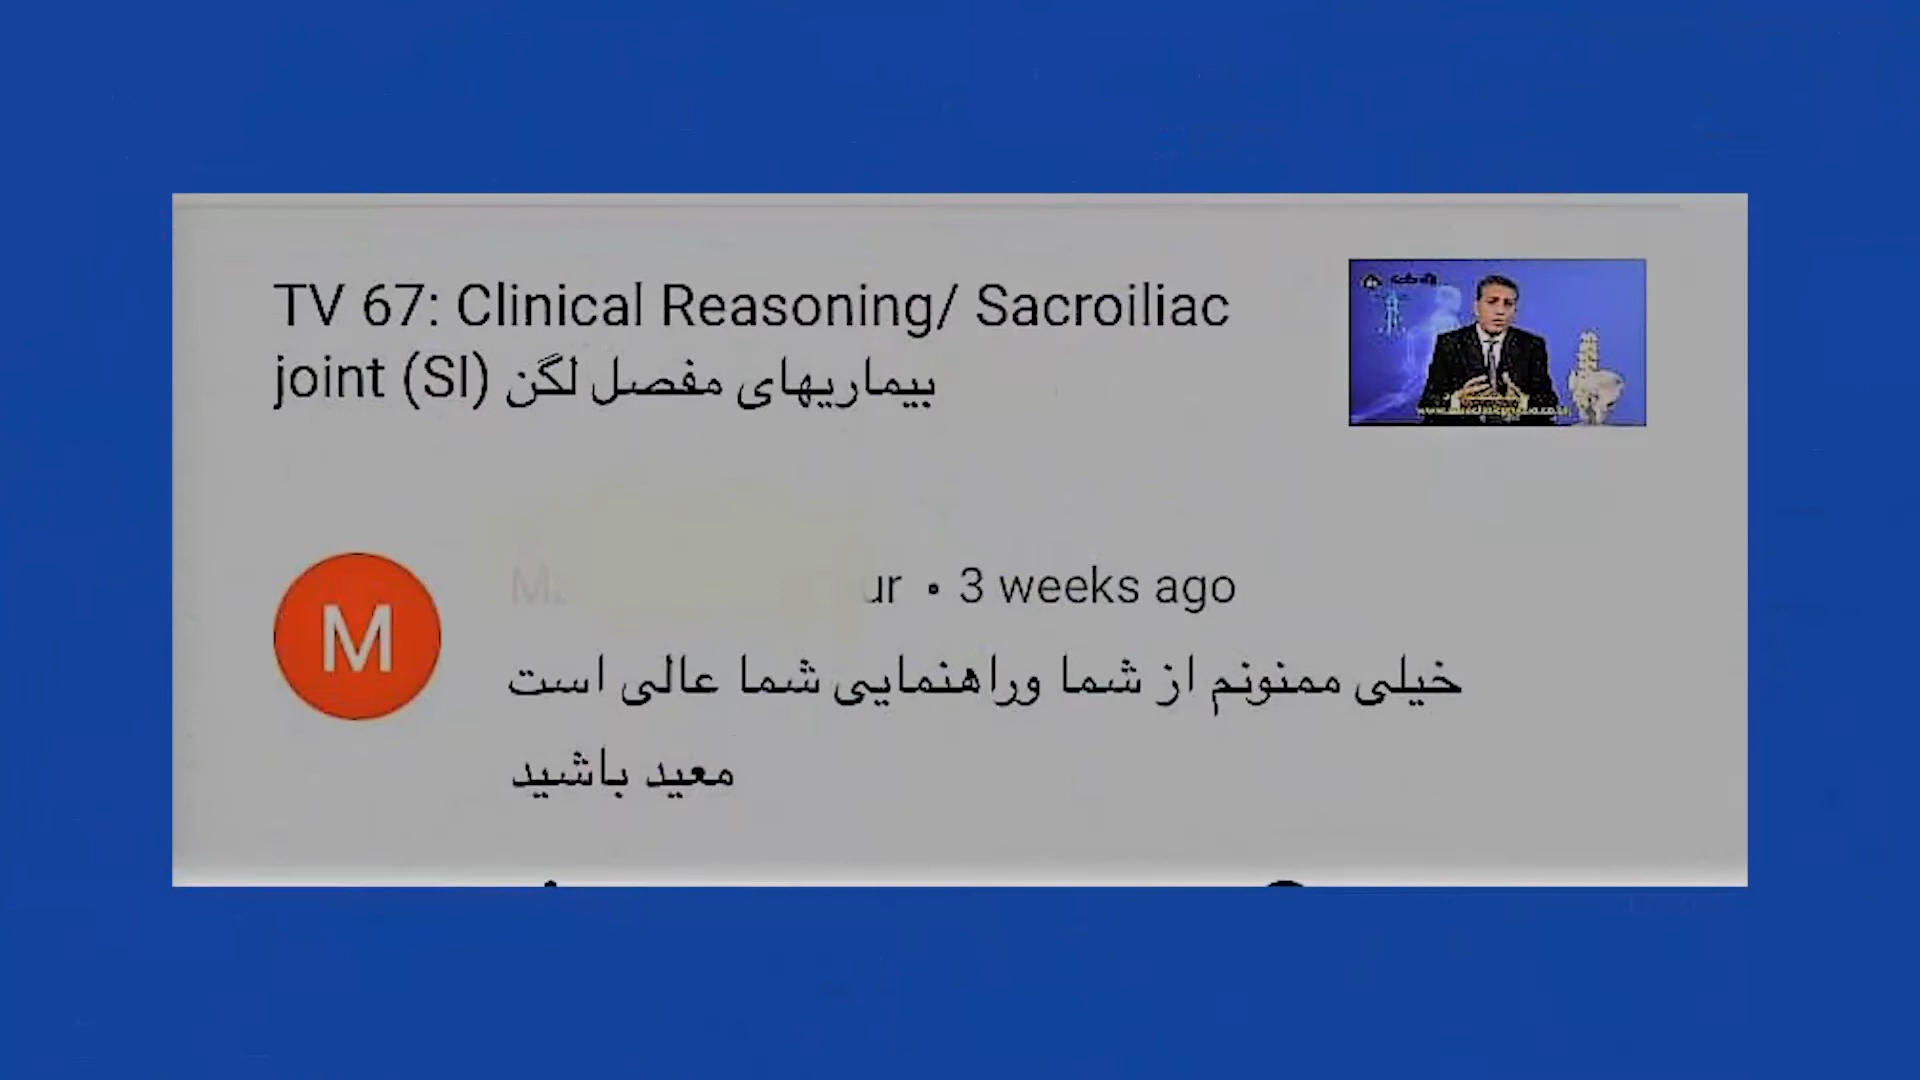 TV 67: Clinical Reasoning/ Sacroiliac
joint (SI) بیماریهای مفصل لگن
M
3 weeks ago
خیلی ممنونم از شما وراهنمایی شما عالی است
معید باشید